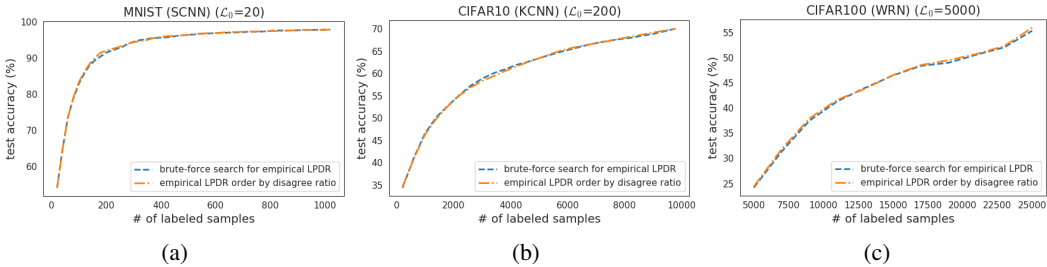 MNIST (SCNN) (ℒ₀=20)
test accuracy (%)
100
90
80
70
60
0 200 400 600 800 1000
# of labeled samples
brute-force search for empirical LPDR
empirical LPDR order by disagree ratio
(a)
CIFAR10 (KCNN) (ℒ₀=200)
test accuracy (%)
70
65
60
55
50
45
40
35
0 2000 4000 6000 8000 10000
# of labeled samples
brute-force search for empirical LPDR
empirical LPDR order by disagree ratio
(b)
CIFAR100 (WRN) (ℒ₀=5000)
test accuracy (%)
55
50
45
40
35
30
25
5000 7500 10000 12500 15000 17500 20000 22500 25000
# of labeled samples
brute-force search for empirical LPDR
empirical LPDR order by disagree ratio
(c)